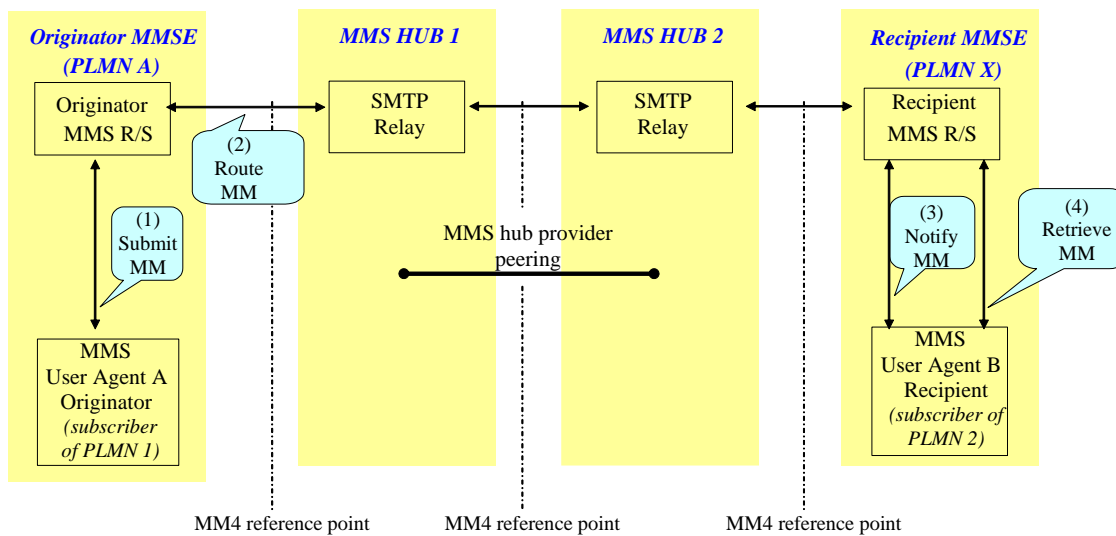 Originator MMSE
(PLMN A)
MMS HUB 1
MMS HUB 2
Recipient MMSE
(PLMN X)
Originator
MMS R/S
SMTP
Relay
SMTP
Relay
Recipient
MMS R/S
(2)
Route
MM
(1)
Submit
MM
(3)
Notify
MM
(4)
Retrieve
MM
MMS hub provider
peering
MMS
User Agent A
Originator
(subscriber
of PLMN 1)
MMS
User Agent B
Recipient
(subscriber of
PLMN 2)
MM4 reference point
MM4 reference point
MM4 reference point